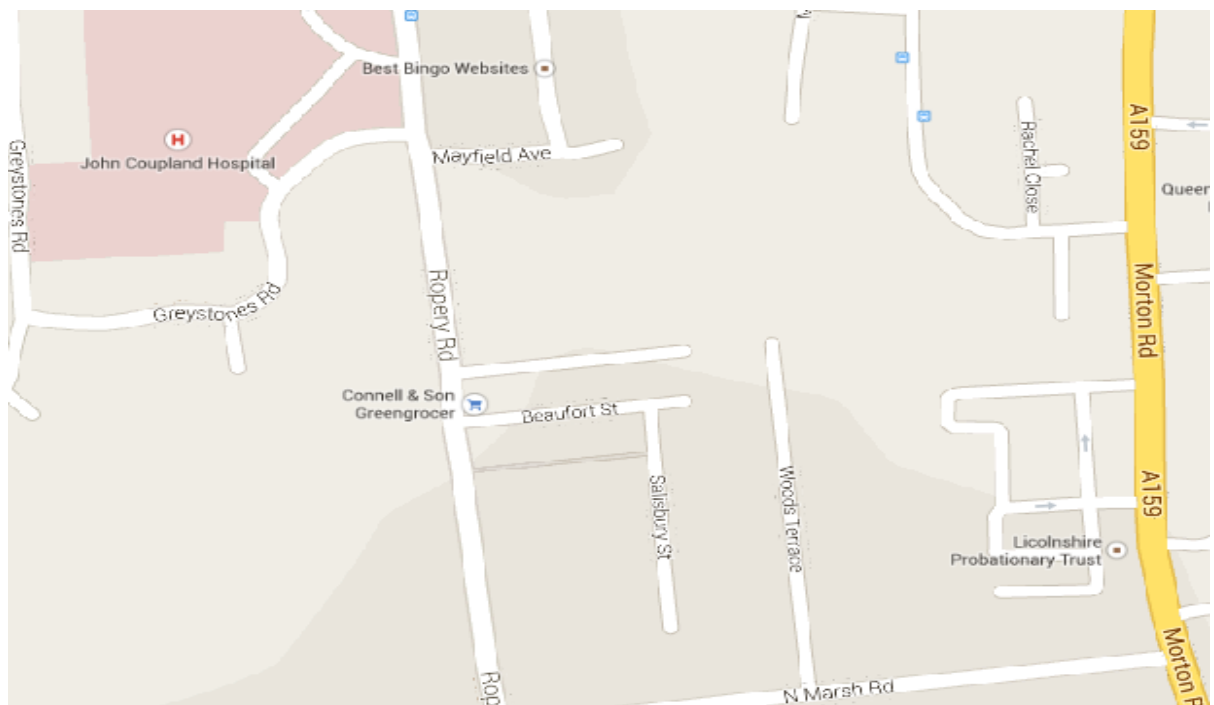 Best Bingo Websites
A159
H
John Coupland Hospital
Mayfield Ave
Rachel Close
Greystones Rd
Queen
Greystones Rd
Ropery Rd
Morton Rd
Connell & Son
Greengrocer
Beaufort St
Salisbury St
Woods Terrace
A159
Licolnshire
Probationary Trust
Rop
N Marsh Rd
Morton R